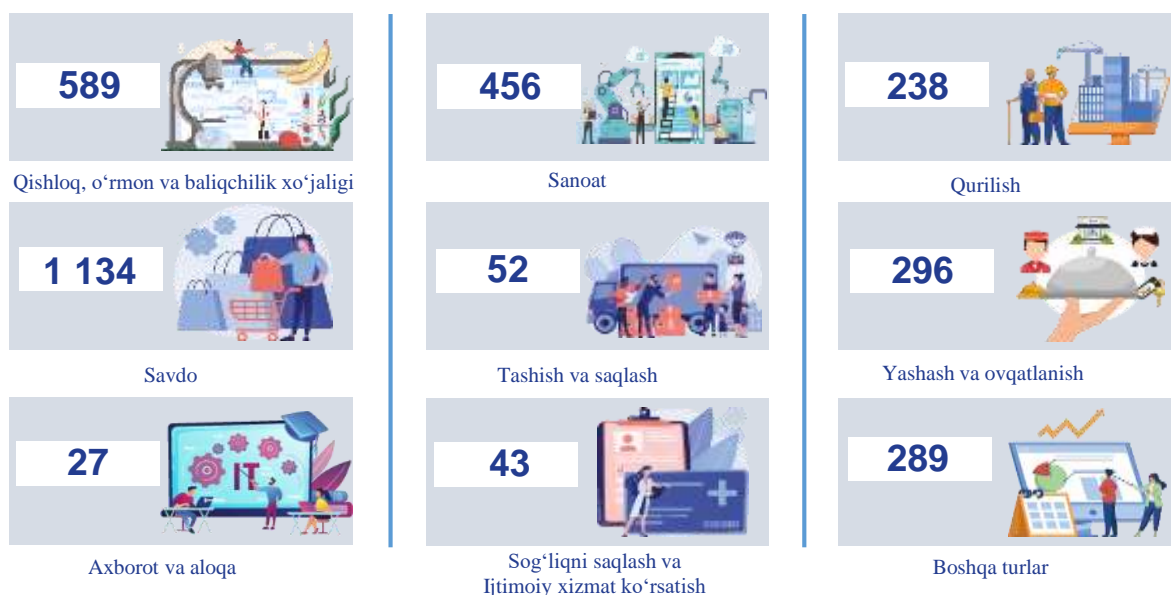 589
456
238
Qishloq, o‘rmon va baliqchilik xo‘jaligi
Sanoat
Qurilish
1 134
52
296
Savdo
Tashish va saqlash
Yashash va ovqatlanish
27
IT
43
289
Axborot va aloqa
Sog‘liqni saqlash va
Ijtimoiy xizmat ko‘rsatish
Boshqa turlar